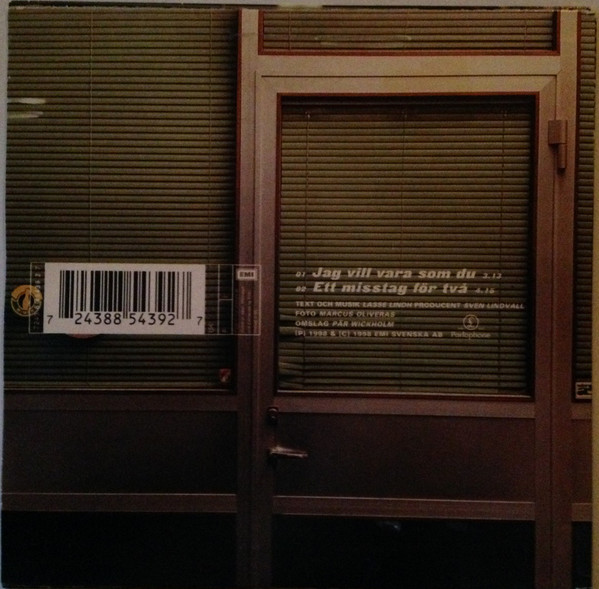 7 24388 54392 7
EMI
01 Jag vill vara som du 3.13
02 Ett misstag för två 4.16
TEXT OCH MUSIK LASSE LINDH PRODUCENT SVEN LINDVALL
FOTO MARCUS OLIVERAS
OMSLAG PÄR WICKHOLM
(P) 1998 & (C) 1998 EMI SVENSKA AB
Parlophone